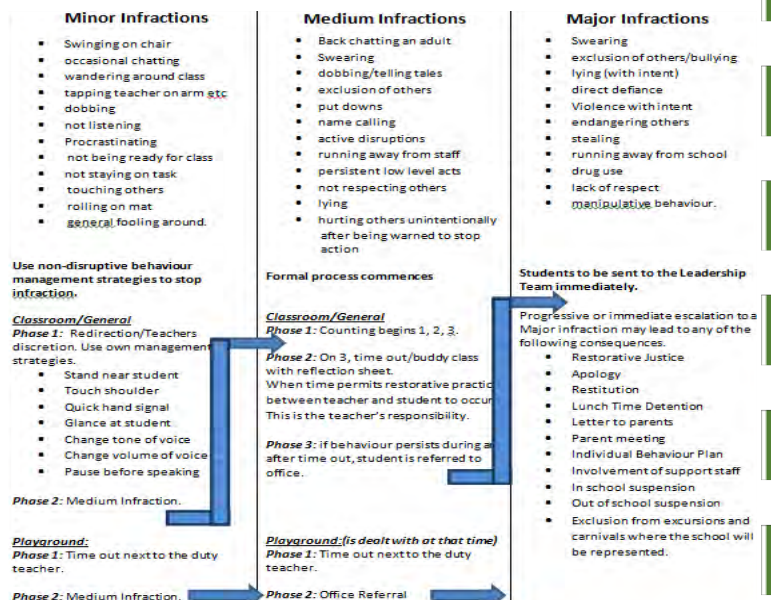 Minor Infractions
Swinging on chair
occasional chatting
wandering around class
tapping teacher on arm etc
dobbing
not listening
Procrastinating
not being ready for class
not staying on task
touching others
rolling on mat
general fooling around.
Use non-disruptive behaviour
management strategies to stop
infraction.
Classroom/General
Phase 1: Redirection/Teachers
discretion. Use own management
strategies.
Stand near student
Touch shoulder
Quick hand signal
Glance at student
Change tone of voice
Change volume of voice
Pause before speaking
Phase 2: Medium Infraction.
Playground:
Phase 1: Time out next to the duty
teacher.
Phase 2: Medium Infraction.
Medium Infractions
Back chatting an adult
Swearing
dobbing/telling tales
exclusion of others
put downs
name calling
active disruptions
running away from staff
persistent low level acts
not respecting others
lying
hurting others unintentionally
after being warned to stop
action
Formal process commences
Classroom/General
Phase 1: Counting begins 1, 2, 3.
Phase 2: On 3, time out/buddy class
with reflection sheet.
When time permits restorative practic
between teacher and student to occur
This is the teacher's responsibility.
Phase 3: if behaviour persists during a
after time out, student is referred to
office.
Playground:(is dealt with at that time)
Phase 1: Time out next to the duty
teacher.
Phase 2: Office Referral
Major Infractions
Swearing
exclusion of others/bullying
lying (with intent)
direct defiance
Violence with intent
endangering others
stealing
running away from school
drug use
lack of respect
manipulative behaviour.
Students to be sent to the Leadership
Team immediately.
Progressive or immediate escalation to a
Major infraction may lead to any of the
following consequences.
Restorative Justice
Apology
Restitution
Lunch Time Detention
Letter to parents
Parent meeting
Individual Behaviour Plan
Involvement of support staff
In school suspension
Out of school suspension
Exclusion from excursions and
carnivals where the school will
be represented.